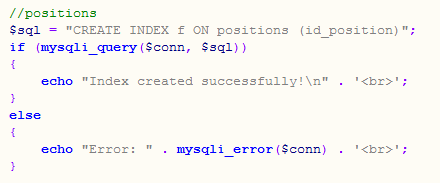 //positions
$sql = "CREATE INDEX f ON positions (id_position)";
if (mysqli_query($conn, $sql))
{
    echo "Index created successfully!\n" . '<br>';
}
else
{
    echo "Error: " . mysqli_error($conn) . '<br>';
}